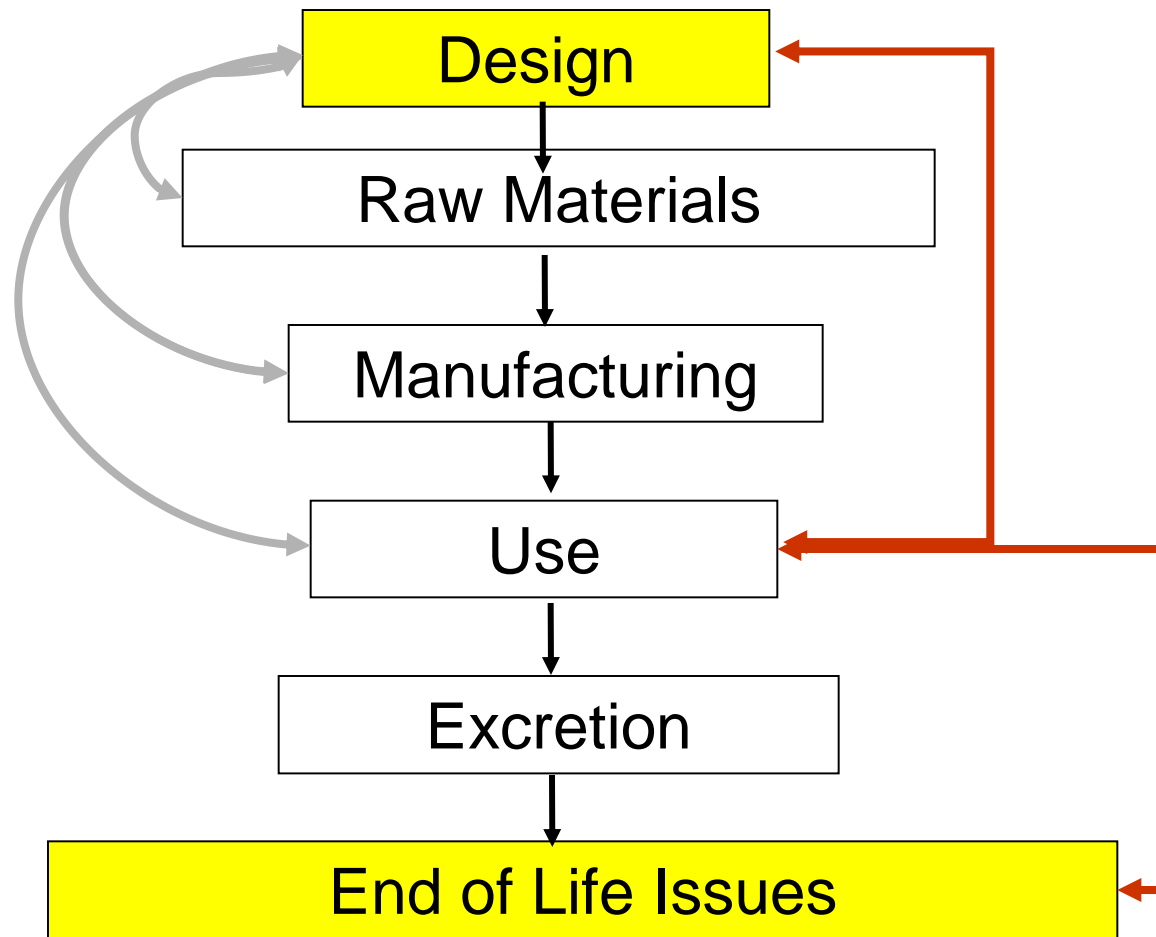 Design
Raw Materials
Manufacturing
Use
Excretion
End of Life Issues